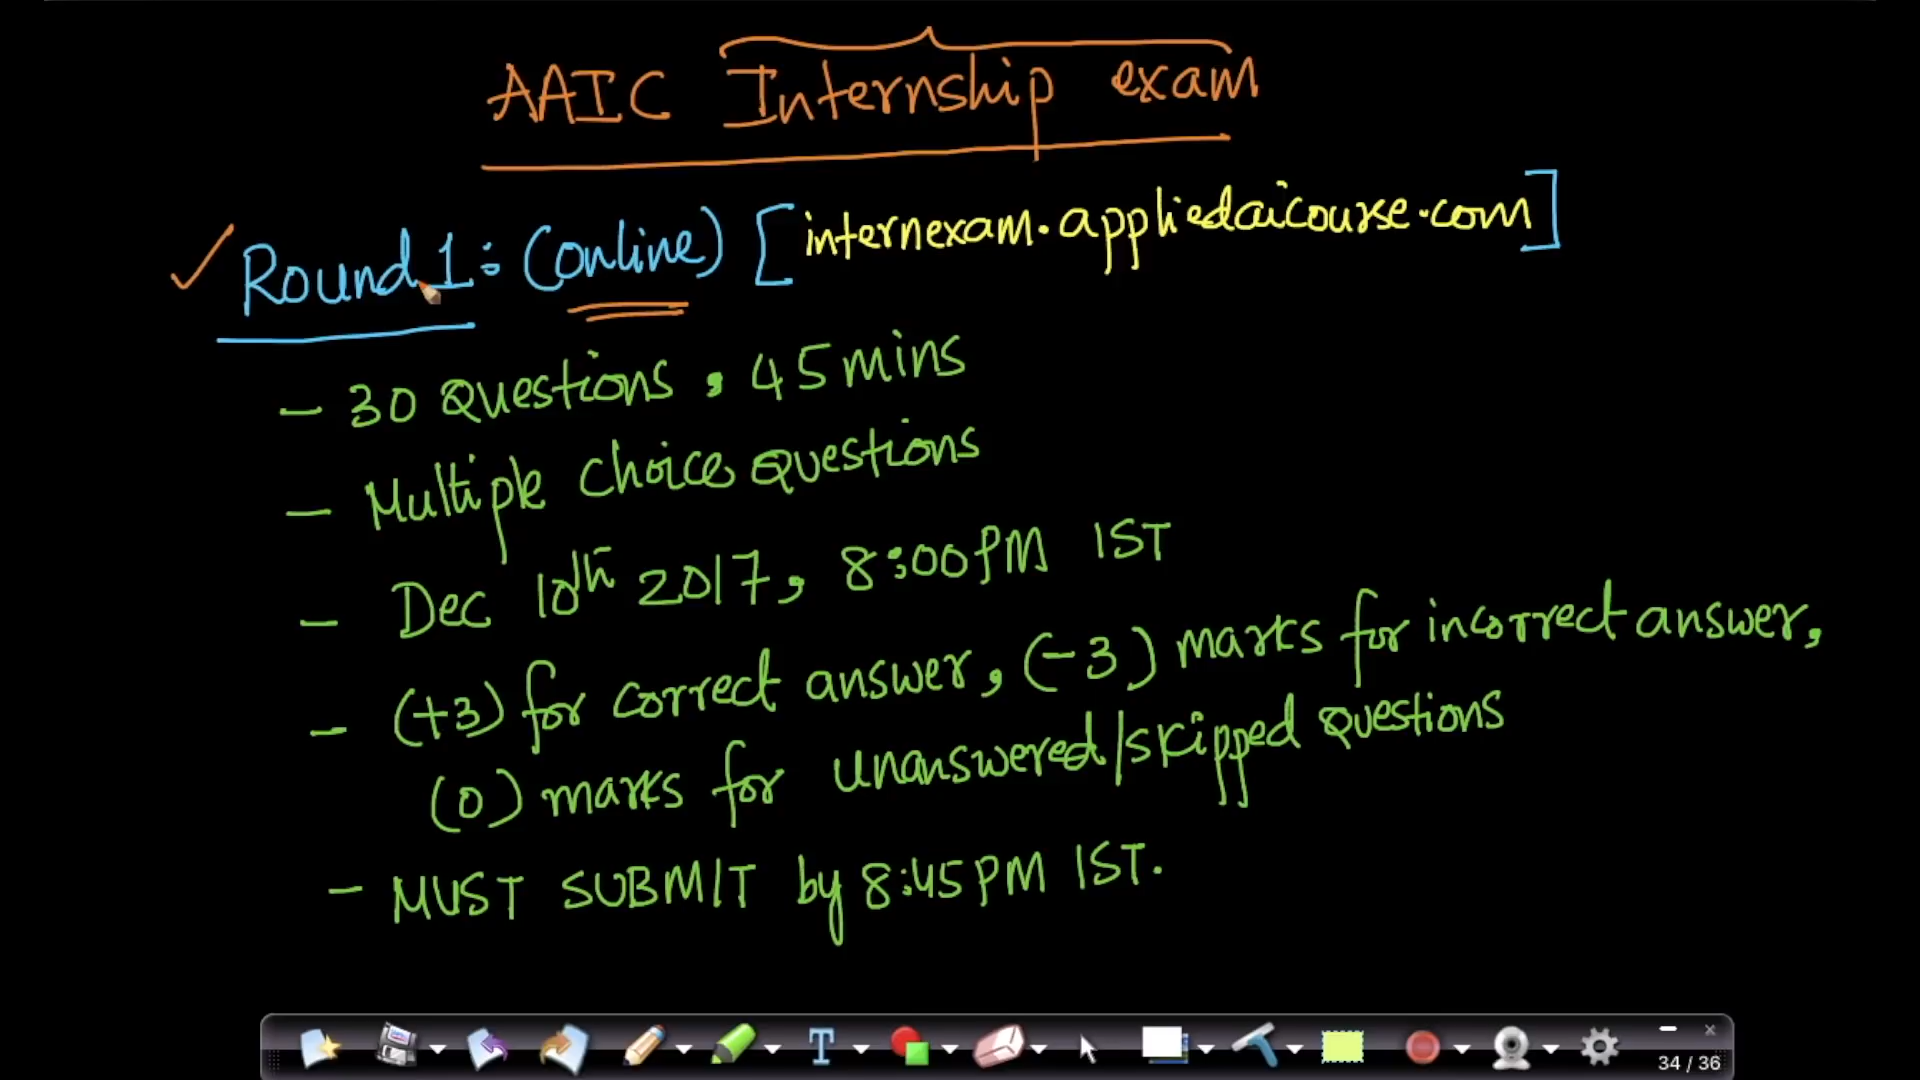 AAIC Internship exam
Round 1: (online) [internexam.appliedaicourse.com]
- 30 Questions, 45 mins
- Multiple Choice Questions
- Dec 10th 2017, 8:00PM IST
- (+3) for correct answer, (-3) marks for incorrect answer,
(0) marks for unanswered/skipped questions
- MUST SUBMIT by 8:45PM IST.
T
34 / 36